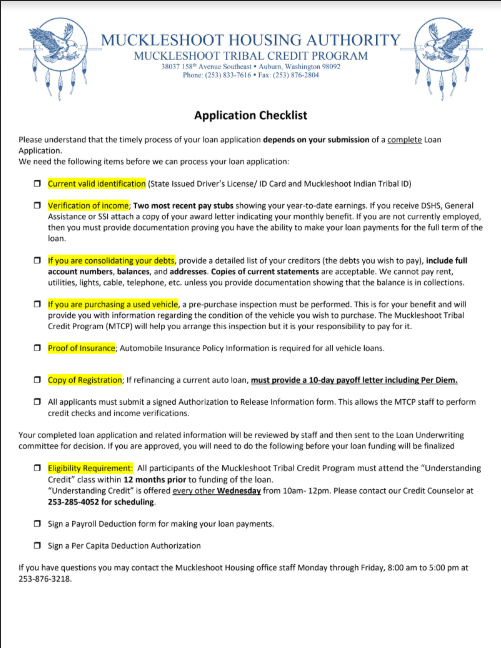 MUCKLESHOOT HOUSING AUTHORITY
MUCKLESHOOT TRIBAL CREDIT PROGRAM
38037 158th Avenue Southeast • Auburn, Washington 98092
Phone: (253) 833-7616 • Fax: (253) 876-2804
Application Checklist
Please understand that the timely process of your loan application depends on your submission of a complete Loan
Application.
We need the following items before we can process your loan application:
❒ Current valid identification (State Issued Driver's License/ ID Card and Muckleshoot Indian Tribal ID)
❒ Verification of income; Two most recent pay stubs showing your year-to-date earnings. If you receive DSHS, General
Assistance or SSI attach a copy of your award letter indicating your monthly benefit. If you are not currently employed,
then you must provide documentation proving you have the ability to make your loan payments for the full term of the
loan.
❒ If you are consolidating your debts, provide a detailed list of your creditors (the debts you wish to pay), include full
account numbers, balances, and addresses. Copies of current statements are acceptable. We cannot pay rent,
utilities, lights, cable, telephone, etc. unless you provide documentation showing that the balance is in collections.
❒ If you are purchasing a used vehicle, a pre-purchase inspection must be performed. This is for your benefit and will
provide you with information regarding the condition of the vehicle you wish to purchase. The Muckleshoot Tribal
Credit Program (MTCP) will help you arrange this inspection but it is your responsibility to pay for it.
❒ Proof of Insurance; Automobile Insurance Policy Information is required for all vehicle loans.
❒ Copy of Registration; If refinancing a current auto loan, must provide a 10-day payoff letter including Per Diem.
❒ All applicants must submit a signed Authorization to Release Information form. This allows the MTCP staff to perform
credit checks and income verifications.
Your completed loan application and related information will be reviewed by staff and then sent to the Loan Underwriting
committee for decision. If you are approved, you will need to do the following before your loan funding will be finalized
❒ Eligibility Requirement: All participants of the Muckleshoot Tribal Credit Program must attend the "Understanding
Credit" class within 12 months prior to funding of the loan.
"Understanding Credit" is offered every other Wednesday from 10am- 12pm. Please contact our Credit Counselor at
253-285-4052 for scheduling.
❒ Sign a Payroll Deduction form for making your loan payments.
❒ Sign a Per Capita Deduction Authorization
If you have questions you may contact the Muckleshoot Housing office staff Monday through Friday, 8:00 am to 5:00 pm at
253-876-3218.